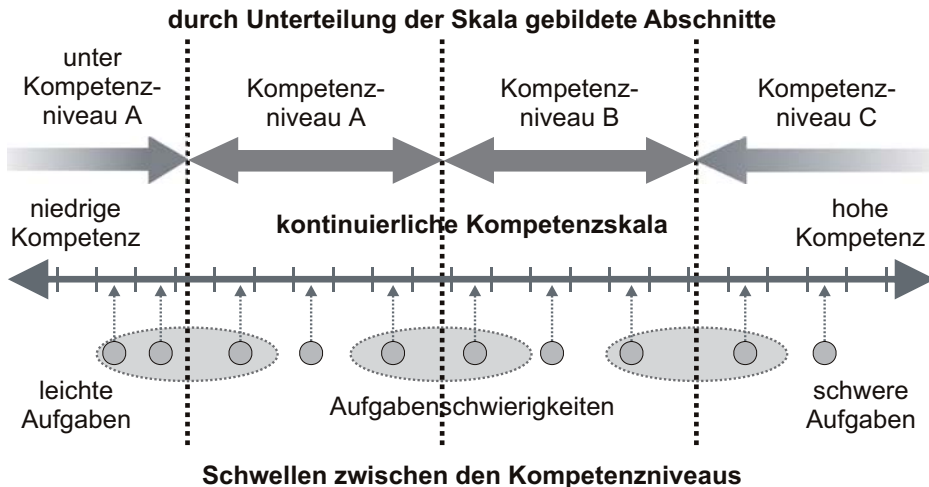 durch Unterteilung der Skala gebildete Abschnitte
unter
Kompetenz-
niveau A
Kompetenz-
niveau A
Kompetenz-
niveau B
Kompetenz-
niveau C
niedrige
Kompetenz
kontinuierliche Kompetenzskala
hohe
Kompetenz
leichte
Aufgaben
Aufgabenschwierigkeiten
schwere
Aufgaben
Schwellen zwischen den Kompetenzniveaus